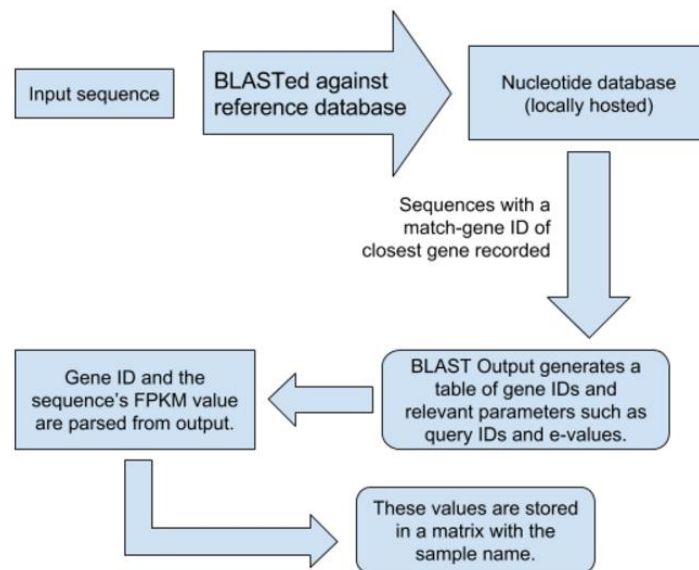 Input sequence
BLASTed against
reference database
Nucleotide database
(locally hosted)
Sequences with a
match-gene ID of
closest gene recorded
BLAST Output generates a
table of gene IDs and
relevant parameters such as
query IDs and e-values.
Gene ID and the
sequence's FPKM value
are parsed from output.
These values are stored
in a matrix with the
sample name.